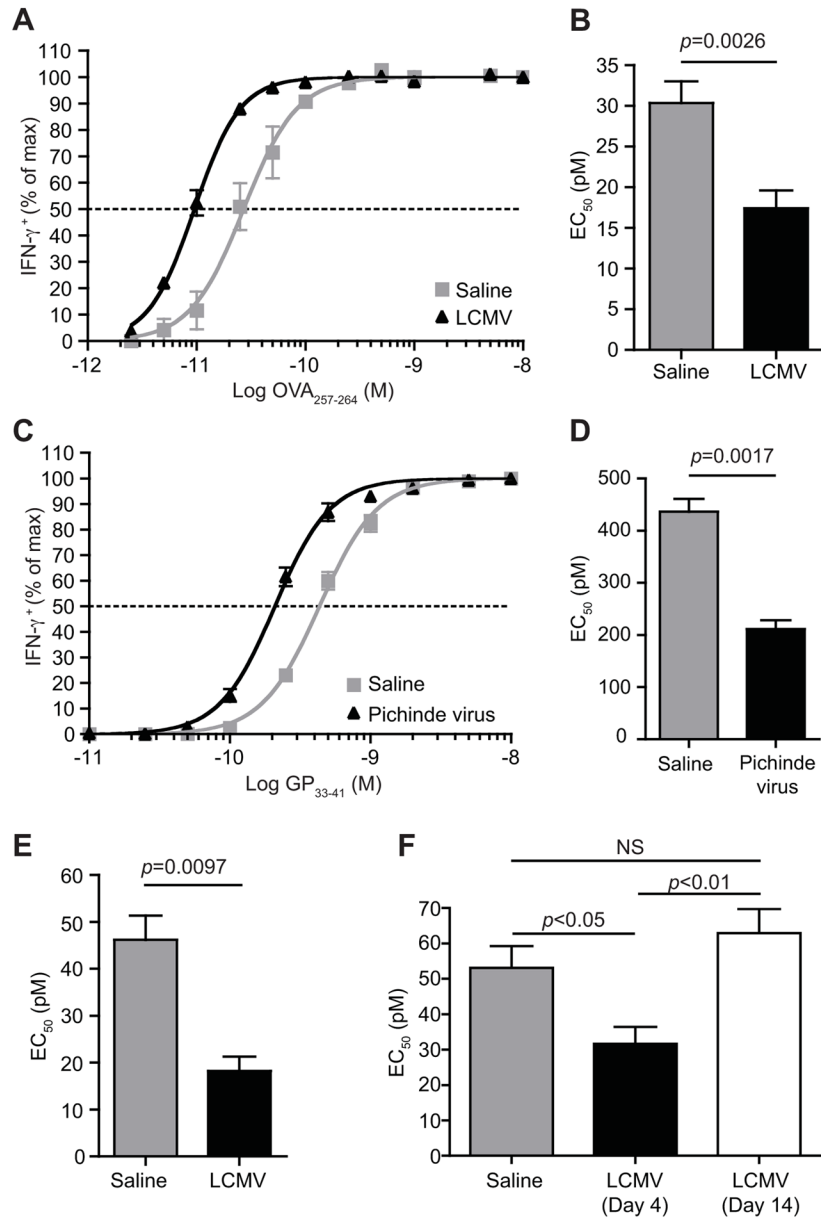 A
IFN-γ⁺ (% of max)
110
100
90
80
70
60
50
40
30
20
10
0
-12
-11
-10
-9
-8
Log OVA₂₅₇₋₂₆₄ (M)
Saline
LCMV
B
p=0.0026
EC₅₀ (pM)
35
30
25
20
15
10
5
0
Saline
LCMV
C
IFN-γ⁺ (% of max)
110
100
90
80
70
60
50
40
30
20
10
0
-11
-10
-9
-8
Log GP₃₃₋₄₁ (M)
Saline
Pichinde virus
D
p=0.0017
EC₅₀ (pM)
500
400
300
200
100
0
Saline
Pichinde
virus
E
p=0.0097
EC₅₀ (pM)
60
50
40
30
20
10
0
Saline
LCMV
F
NS
p<0.01
p<0.05
EC₅₀ (pM)
70
60
50
40
30
20
10
0
Saline
LCMV
(Day 4)
LCMV
(Day 14)